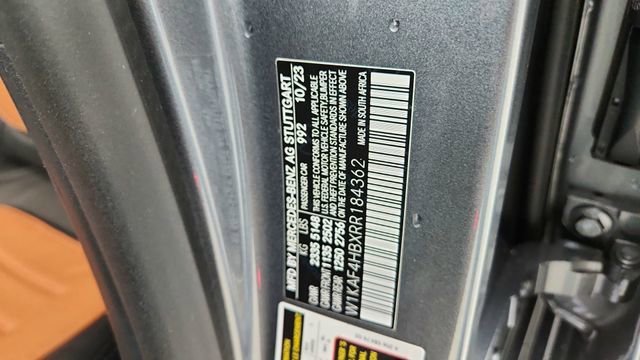 MFD BY MERCEDES-BENZ AG STUTTGART
KG LBS PASSENGER CAR 992 10/23
GVWR 2335 5148 THIS VEHICLE CONFORMS TO ALL APPLICABLE
GAWR FRONT 1135 2502 U.S. FEDERAL MOTOR VEHICLE SAFETY/BUMPER
GAWR REAR 1250 2756 AND THEFT PREVENTION STANDARDS IN EFFECT
ON THE DATE OF MANUFACTURE SHOWN ABOVE
W1KAF4HBXRR184362 MADE IN SOUTH AFRICA